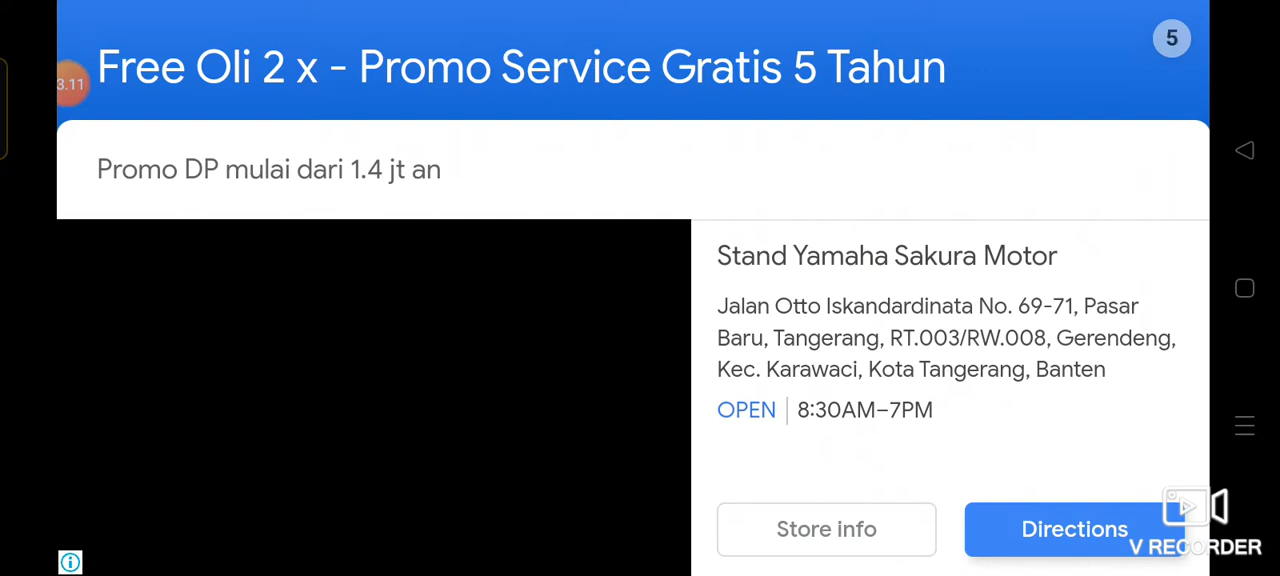 Free Oli 2 x - Promo Service Gratis 5 Tahun
5
3.11
Promo DP mulai dari 1.4 jt an
Stand Yamaha Sakura Motor
Jalan Otto Iskandardinata No. 69-71, Pasar
Baru, Tangerang, RT.003/RW.008, Gerendeng,
Kec. Karawaci, Kota Tangerang, Banten
OPEN | 8:30AM–7PM
Store info
Directions
V RECORDER